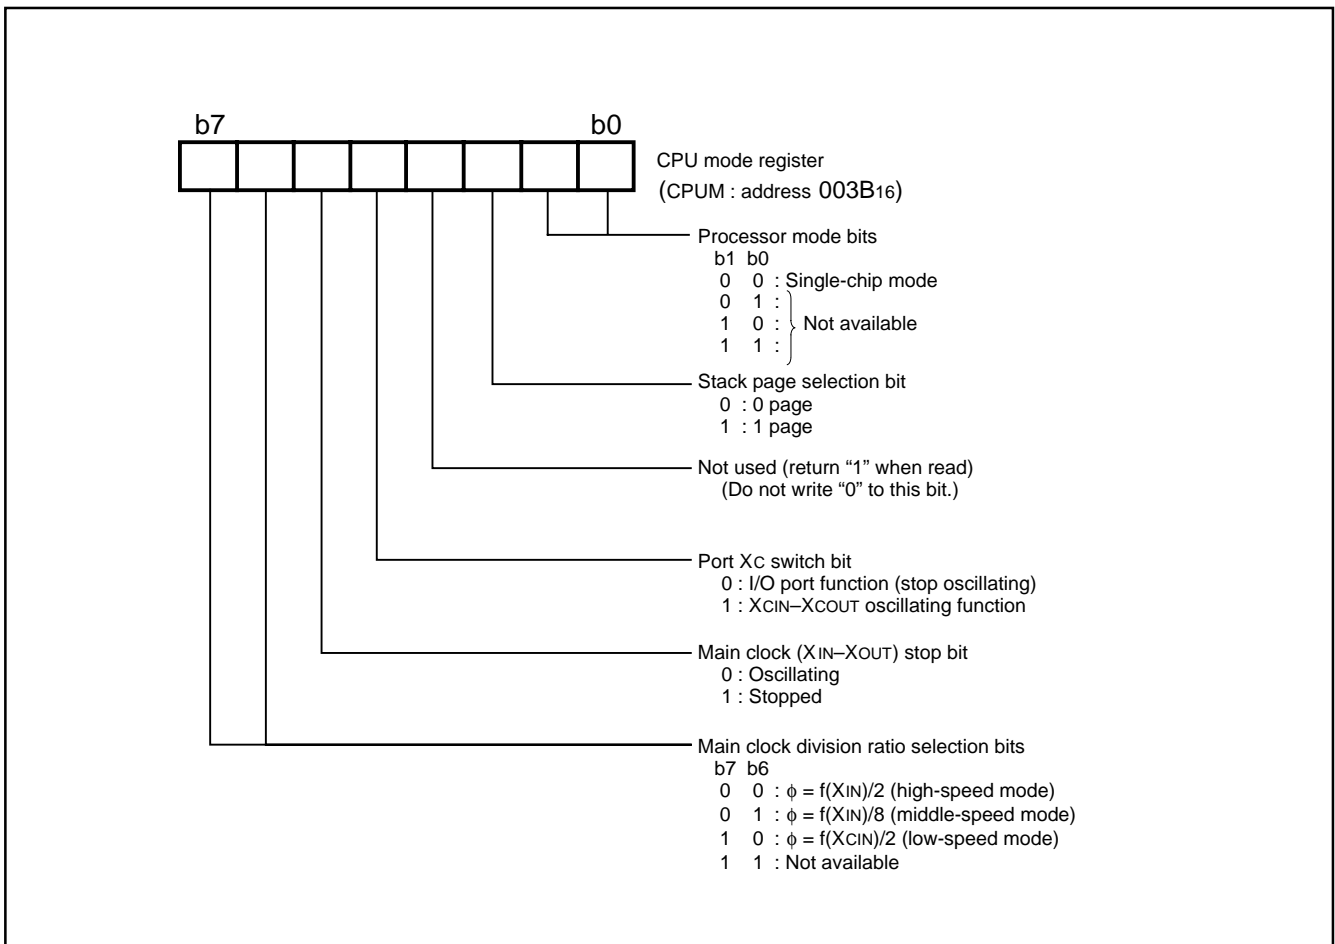 b7 b0
CPU mode register
(CPUM : address 003B16)
Processor mode bits
b1 b0
0 0 : Single-chip mode
0 1 :
1 0 : Not available
1 1 :
Stack page selection bit
0 : 0 page
1 : 1 page
Not used (return “1” when read)
(Do not write “0” to this bit.)
Port XC switch bit
0 : I/O port function (stop oscillating)
1 : XCIN–XCOUT oscillating function
Main clock (XIN–XOUT) stop bit
0 : Oscillating
1 : Stopped
Main clock division ratio selection bits
b7 b6
0 0 : φ = f(XIN)/2 (high-speed mode)
0 1 : φ = f(XIN)/8 (middle-speed mode)
1 0 : φ = f(XCIN)/2 (low-speed mode)
1 1 : Not available